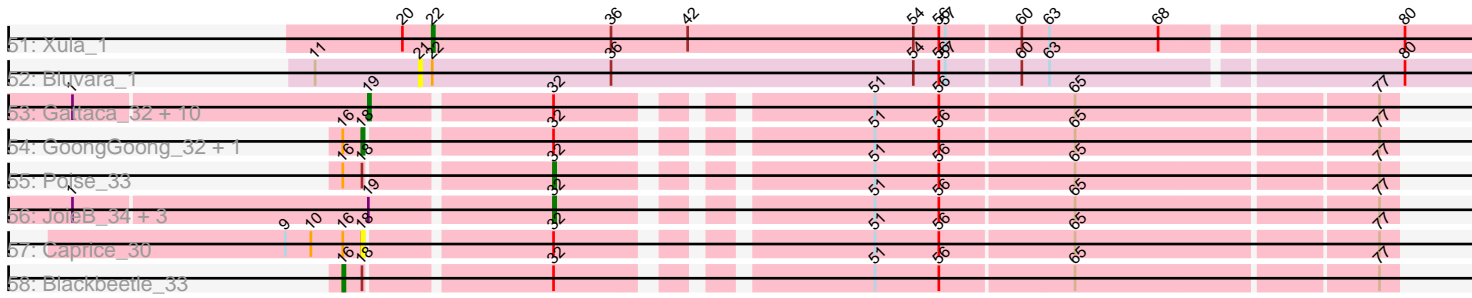 20 22 36 42 54 56 57 60 63 68 80
51: Xula_1
11 21 22 36 54 56 57 60 63 80
52: Bluvara_1
1 19 32 51 56 65 77
53: Gattaca_32 + 10
16 18 32 51 56 65 77
54: GoongGoong_32 + 1
16 18 32 51 56 65 77
55: Poise_33
1 19 32 51 56 65 77
56: JoieB_34 + 3
9 10 16 18 32 51 56 65 77
57: Caprice_30
16 18 32 51 56 65 77
58: Blackbeetle_33